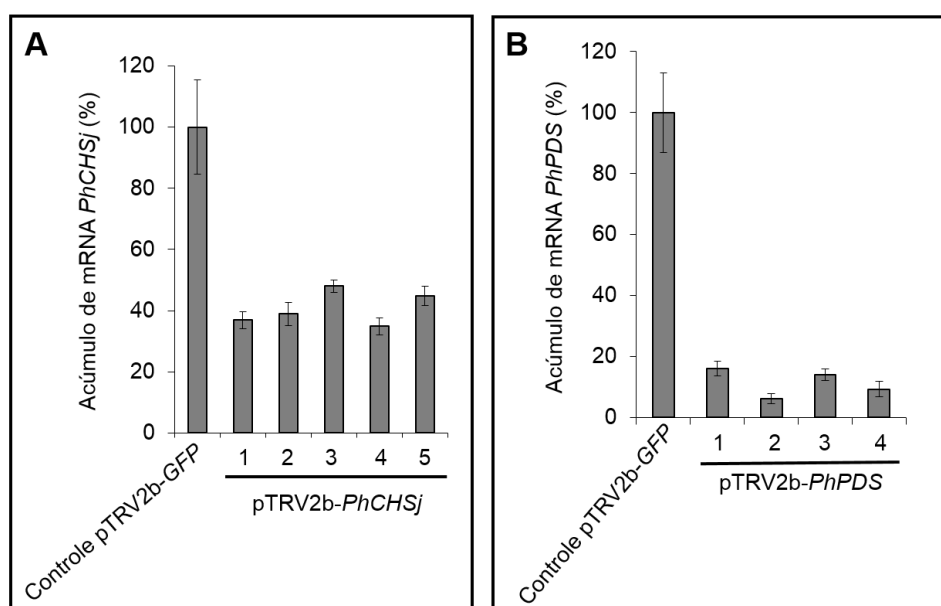 A
Acúmulo de mRNA PhCHSj (%)
120
100
80
60
40
20
0
Controle pTRV2b-GFP
1 2 3 4 5
pTRV2b-PhCHSj
B
Acúmulo de mRNA PhPDS (%)
120
100
80
60
40
20
0
Controle pTRV2b-GFP
1 2 3 4
pTRV2b-PhPDS